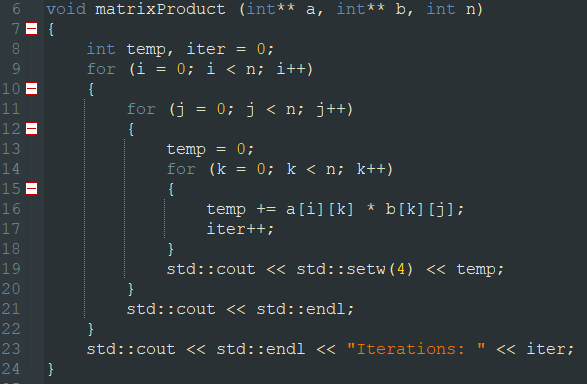 6 void matrixProduct (int** a, int** b, int n)
7 {
8     int temp, iter = 0;
9     for (i = 0; i < n; i++)
10     {
11         for (j = 0; j < n; j++)
12         {
13             temp = 0;
14             for (k = 0; k < n; k++)
15             {
16                 temp += a[i][k] * b[k][j];
17                 iter++;
18             }
19             std::cout << std::setw(4) << temp;
20         }
21         std::cout << std::endl;
22     }
23     std::cout << std::endl << "Iterations: " << iter;
24 }